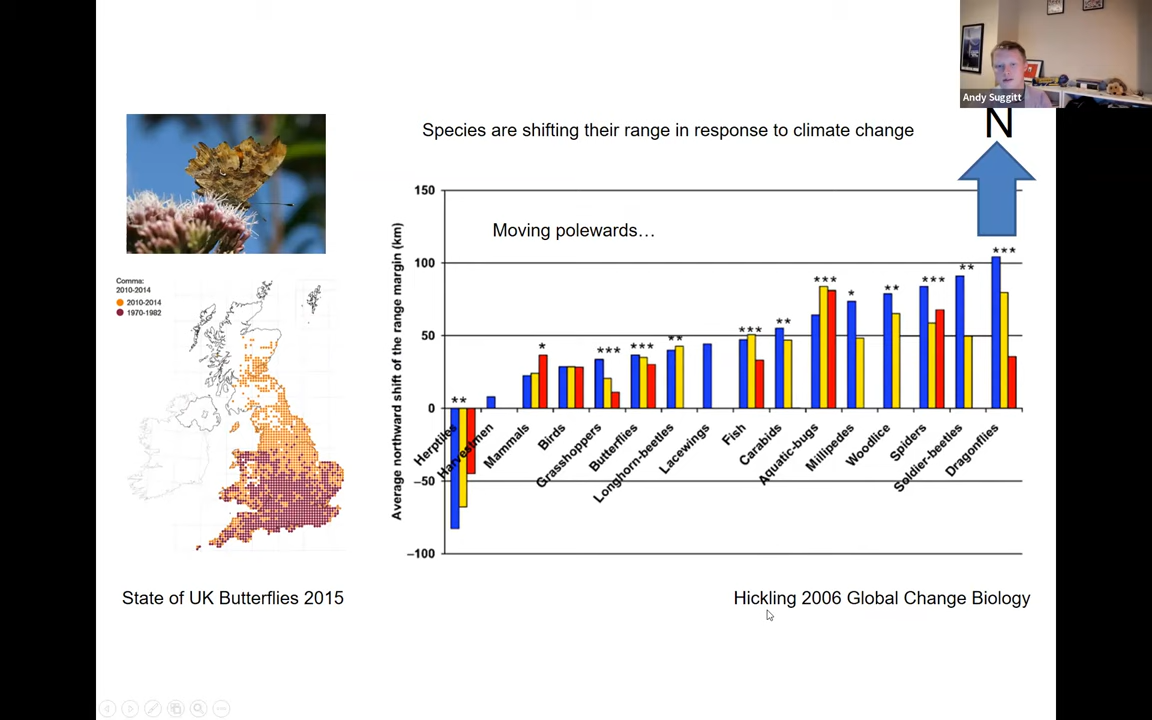 Andy Suggitt
N
Species are shifting their range in response to climate change
Moving polewards…
Comma:
2010-2014
2010-2014
1970-1982
Average northward shift of the range margin (km)
150
100
50
0
−50
−100
**
*
***
***
**
***
**
***
*
**
***
**
***
Herptiles
Harvestmen
Mammals
Birds
Grasshoppers
Butterflies
Longhorn-beetles
Lacewings
Fish
Carabids
Aquatic-bugs
Millipedes
Woodlice
Spiders
Soldier-beetles
Dragonflies
State of UK Butterflies 2015
Hickling 2006 Global Change Biology